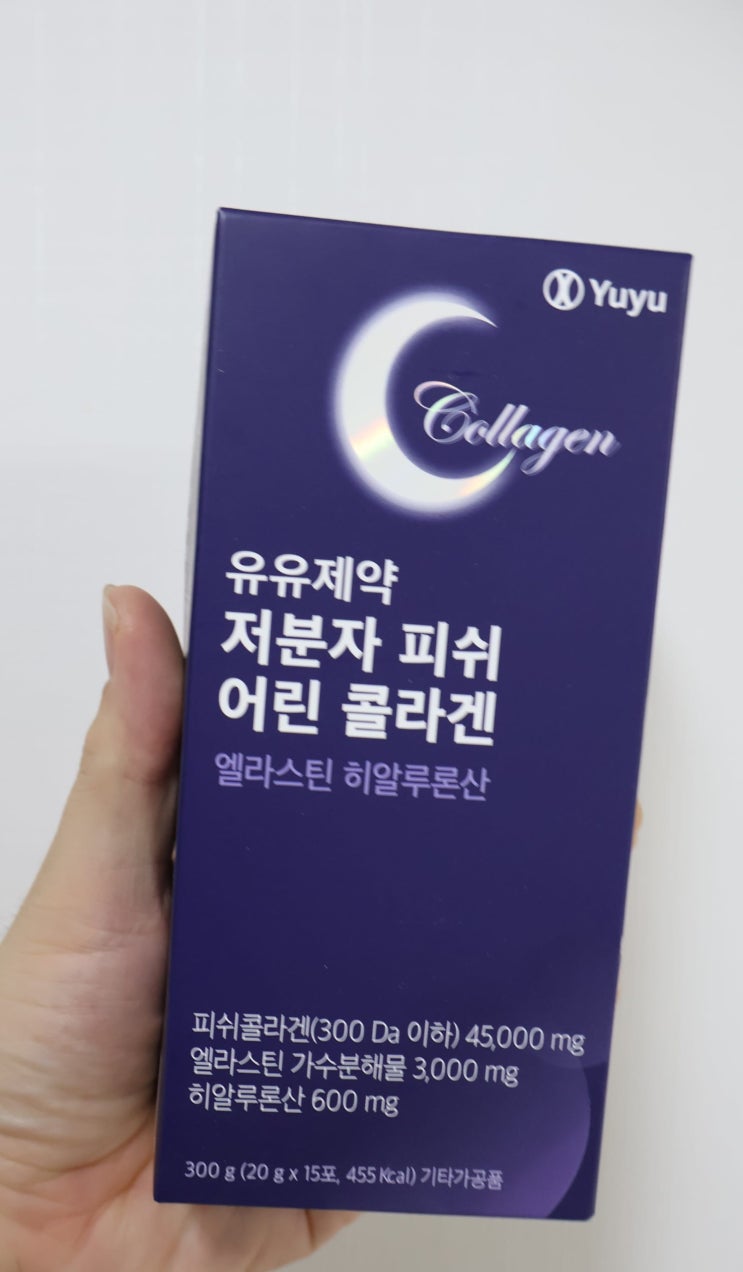 Yuyu
Collagen
유유제약
저분자 피쉬
어린 콜라겐
엘라스틴 히알루론산
피쉬콜라겐(300 Da 이하) 45,000 mg
엘라스틴 가수분해물 3,000 mg
히알루론산 600 mg
300 g (20 g x 15포, 455 Kcal) 기타가공품